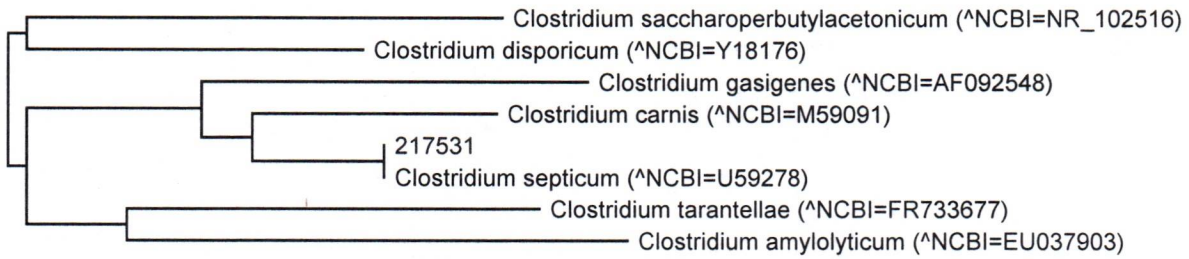 Clostridium saccharoperbutylacetonicum (^NCBI=NR_102516)
Clostridium disporicum (^NCBI=Y18176)
Clostridium gasigenes (^NCBI=AF092548)
Clostridium carnis (^NCBI=M59091)
217531
Clostridium septicum (^NCBI=U59278)
Clostridium tarantellae (^NCBI=FR733677)
Clostridium amylolyticum (^NCBI=EU037903)